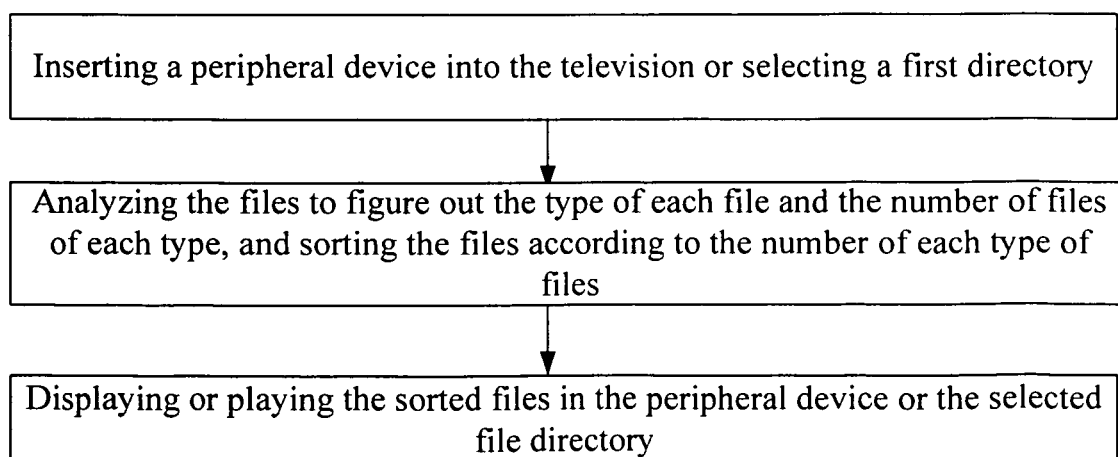 Inserting a peripheral device into the television or selecting a first directory
Analyzing the files to figure out the type of each file and the number of files
of each type, and sorting the files according to the number of each type of
files
Displaying or playing the sorted files in the peripheral device or the selected
file directory